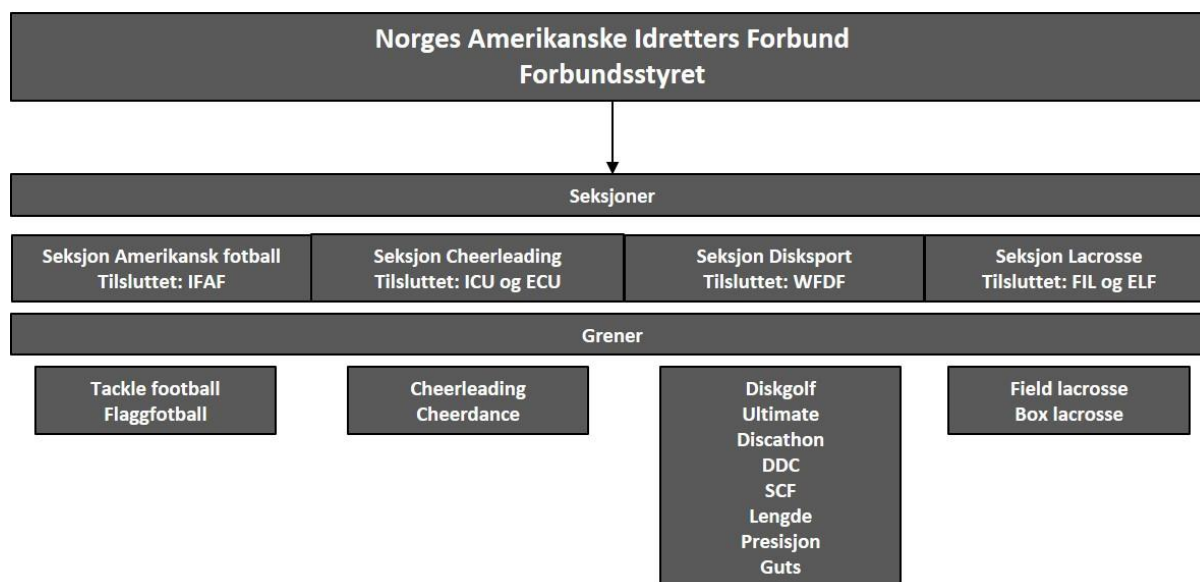 Norges Amerikanske Idretters Forbund
Forbundsstyret
Seksjoner
Seksjon Amerikansk fotball
Tilsluttet: IFAF
Seksjon Cheerleading
Tilsluttet: ICU og ECU
Seksjon Disksport
Tilsluttet: WFDF
Seksjon Lacrosse
Tilsluttet: FIL og ELF
Grener
Tackle football
Flaggfotball
Cheerleading
Cheerdance
Diskgolf
Ultimate
Discathon
DDC
SCF
Lengde
Presisjon
Guts
Field lacrosse
Box lacrosse